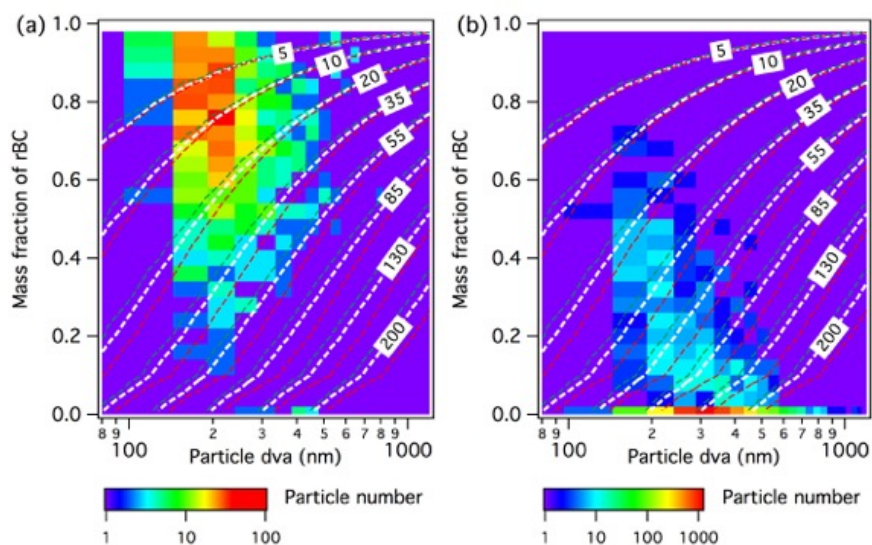 (a)
1.0
0.8
0.6
0.4
0.2
0.0
Mass fraction of rBC
5
10
20
35
55
85
130
200
8 9
100
2 3 4 5 6 7 8 9
1000
Particle dva (nm)
Particle number
1 10 100
(b)
1.0
0.8
0.6
0.4
0.2
0.0
Mass fraction of rBC
5
10
20
35
55
85
130
200
8 9
100
2 3 4 5 6 7 8 9
1000
Particle dva (nm)
Particle number
1 10 100 1000